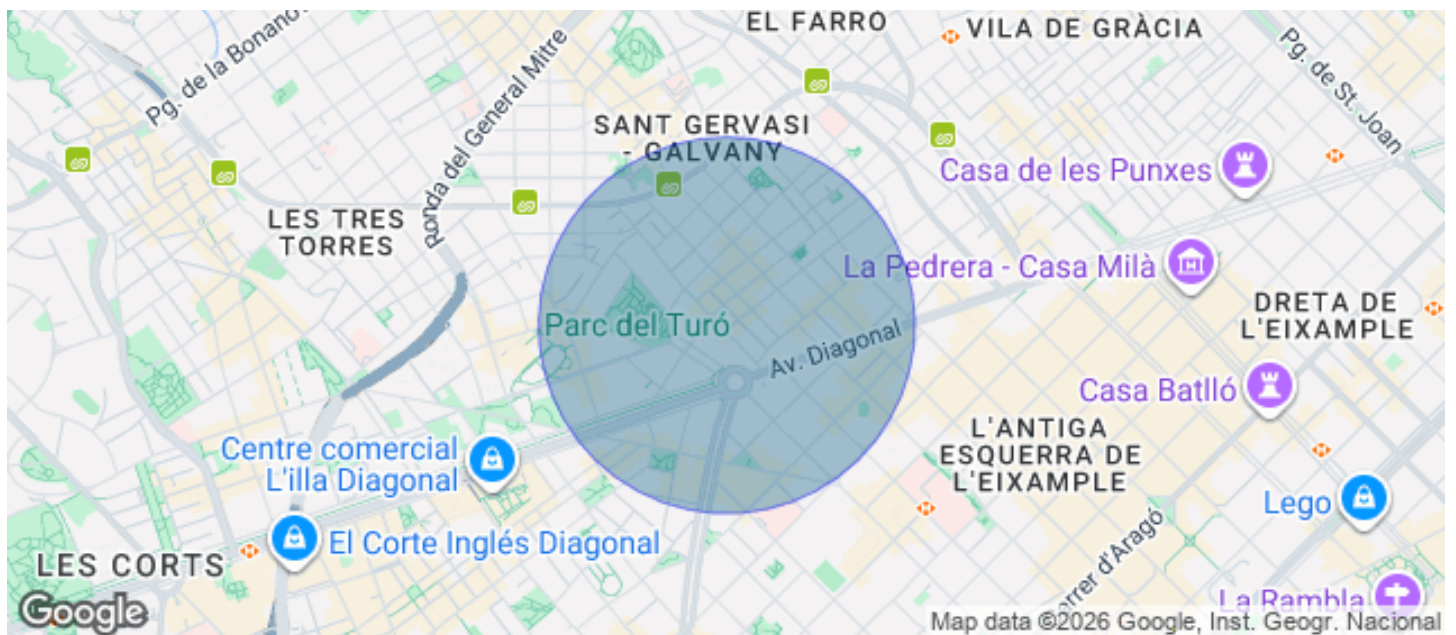 EL FARRÓ
VILA DE GRÀCIA
Pg. de la Bonanov
Ronda del General Mitre
Pg. de St. Joan
SANT GERVASI
- GALVANY
Casa de les Punxes
LES TRES
TORRES
La Pedrera - Casa Milà
DRETA DE
L'EIXAMPLE
Parc del Turó
Av. Diagonal
Casa Batlló
Centre comercial
L'illa Diagonal
L'ANTIGA
ESQUERRA DE
L'EIXAMPLE
Lego
El Corte Inglés Diagonal
LES CORTS
rrer d'Aragó
La Rambla
Google
Map data ©2026 Google, Inst. Geogr. Nacional